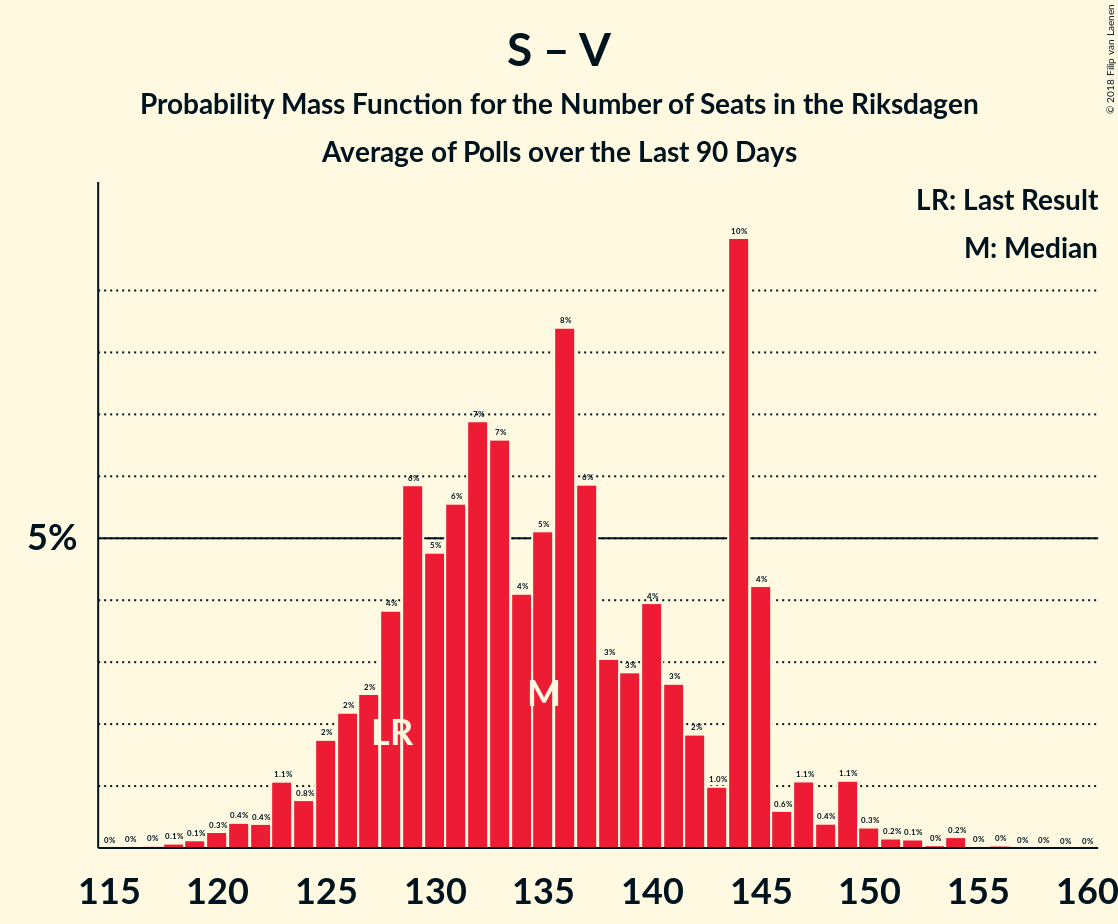 S – V
Probability Mass Function for the Number of Seats in the Riksdagen
Average of Polls over the Last 90 Days
© 2018 Filip van Laenen
LR: Last Result
M: Median
5%
0% 0% 0% 0.1% 0.1% 0.3% 0.4% 0.4% 1.1% 0.8% 2% 2% 2% 4% 6% 5% 6% 7% 7% 4% 5% 8% 6% 3% 3% 4% 3% 2% 1.0% 10% 4% 0.6% 1.1% 0.4% 1.1% 0.3% 0.2% 0.1% 0% 0.2% 0% 0% 0% 0% 0% 0%
LR
M
115 120 125 130 135 140 145 150 155 160